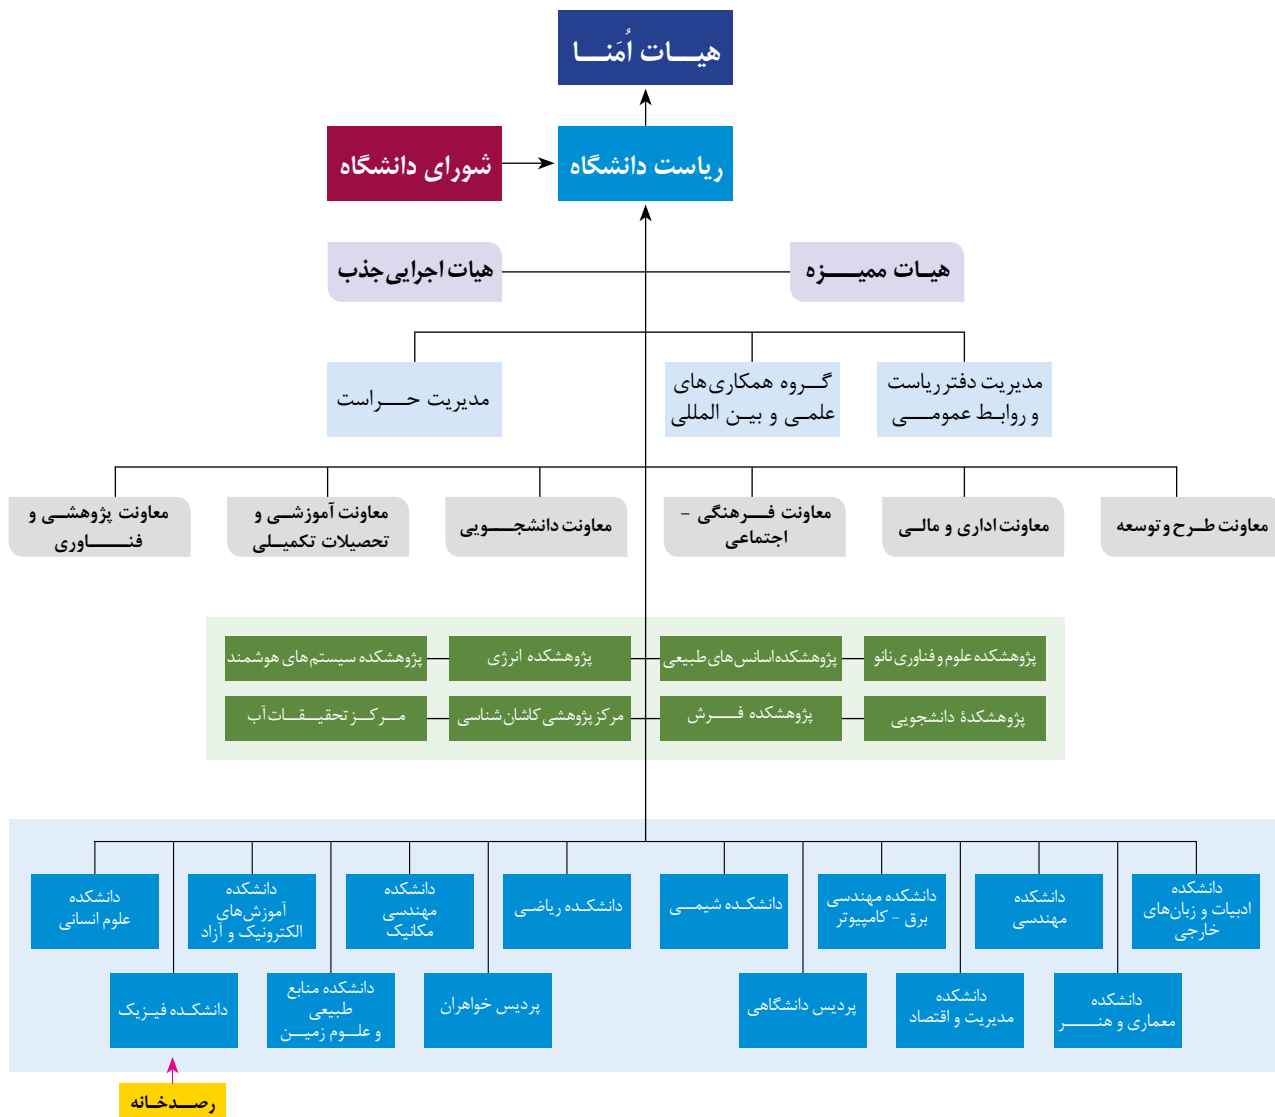 هیات اُمَنا
ریاست دانشگاه
شورای دانشگاه
هیات ممیزه
هیات اجرایی جذب
مدیریت دفتر ریاست
و روابط عمومی
گروه همکاری‌های
علمی و بین المللی
مدیریت حراست
معاونت طرح و توسعه
معاونت اداری و مالی
معاونت فرهنگی -
اجتماعی
معاونت دانشجویی
معاونت آموزشی و
تحصیلات تکمیلی
معاونت پژوهشی و
فناوری
پژوهشکده علوم و فناوری نانو
پژوهشکده اسانس‌های طبیعی
پژوهشکده انرژی
پژوهشکده سیستم‌های هوشمند
پژوهشکدۀ دانشجویی
پژوهشکده فرش
مرکز پژوهشی کاشان شناسی
مرکز تحقیقات آب
دانشکده
ادبیات و زبان‌های
خارجی
دانشکده
مهندسی
دانشکده مهندسی
برق - کامپیوتر
دانشکده شیمی
دانشکده ریاضی
دانشکده
مهندسی
مکانیک
دانشکده
آموزش‌های
الکترونیک و آزاد
دانشکده
علوم انسانی
دانشکده
معماری و هنر
دانشکده
مدیریت و اقتصاد
پردیس دانشگاهی
پردیس خواهران
دانشکده منابع
طبیعی
و علوم زمین
دانشکده فیزیک
رصدخانه